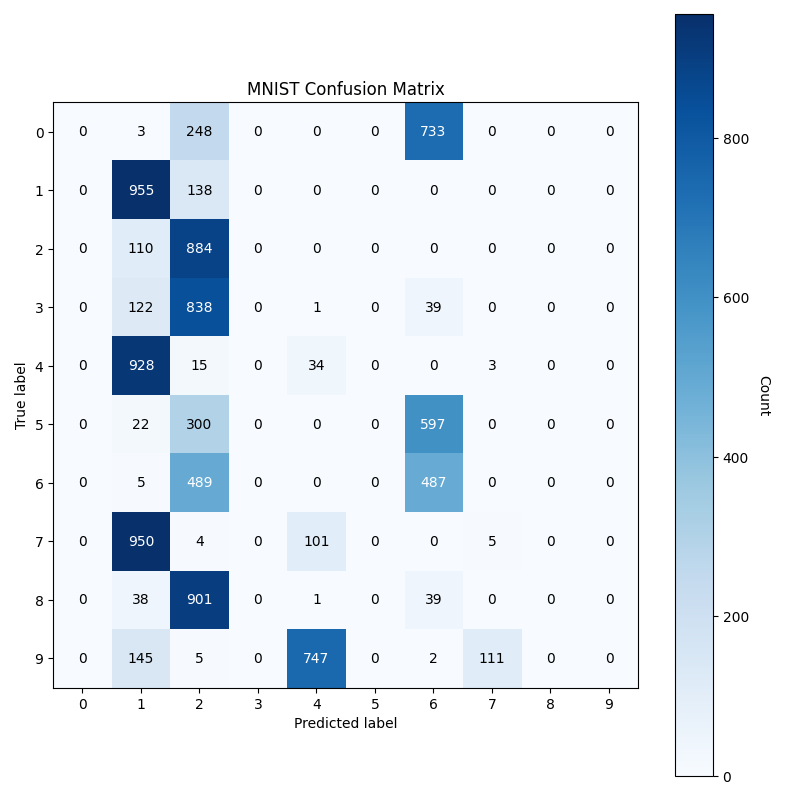 MNIST Confusion Matrix
0 0 3 248 0 0 0 733 0 0 0
1 0 955 138 0 0 0 0 0 0 0
2 0 110 884 0 0 0 0 0 0 0
3 0 122 838 0 1 0 39 0 0 0
4 0 928 15 0 34 0 0 3 0 0
5 0 22 300 0 0 0 597 0 0 0
6 0 5 489 0 0 0 487 0 0 0
7 0 950 4 0 101 0 0 5 0 0
8 0 38 901 0 1 0 39 0 0 0
9 0 145 5 0 747 0 2 111 0 0
0 1 2 3 4 5 6 7 8 9
Predicted label
True label
800
600
400
200
0
Count